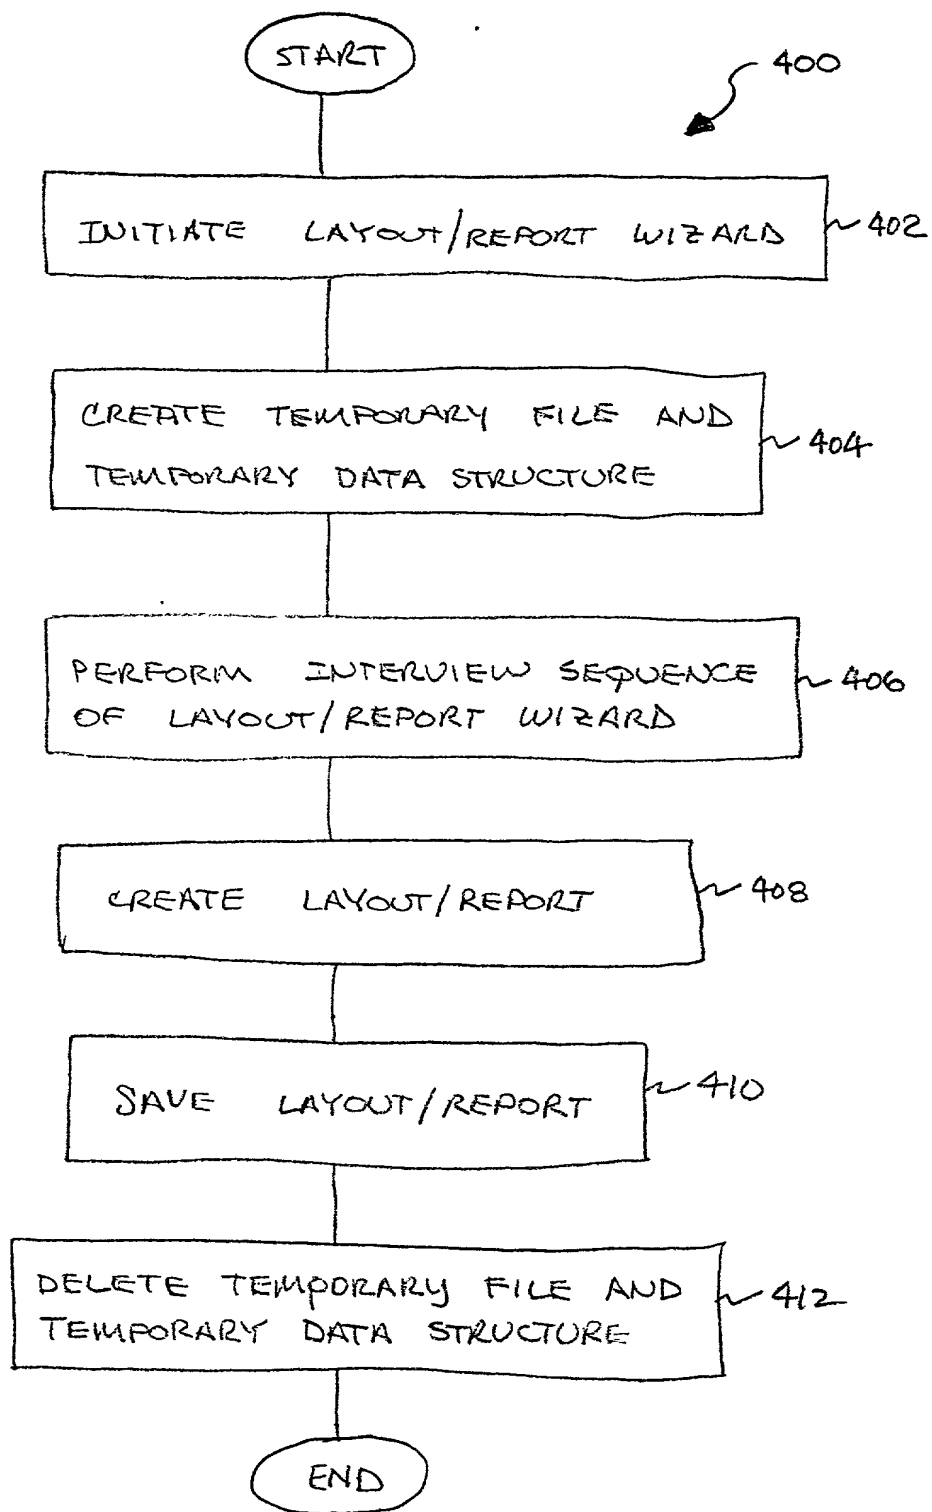 START
400
INITIATE LAYOUT/REPORT WIZARD
402
CREATE TEMPORARY FILE AND
TEMPORARY DATA STRUCTURE
404
PERFORM INTERVIEW SEQUENCE
OF LAYOUT/REPORT WIZARD
406
CREATE LAYOUT/REPORT
408
SAVE LAYOUT/REPORT
410
DELETE TEMPORARY FILE AND
TEMPORARY DATA STRUCTURE
412
END